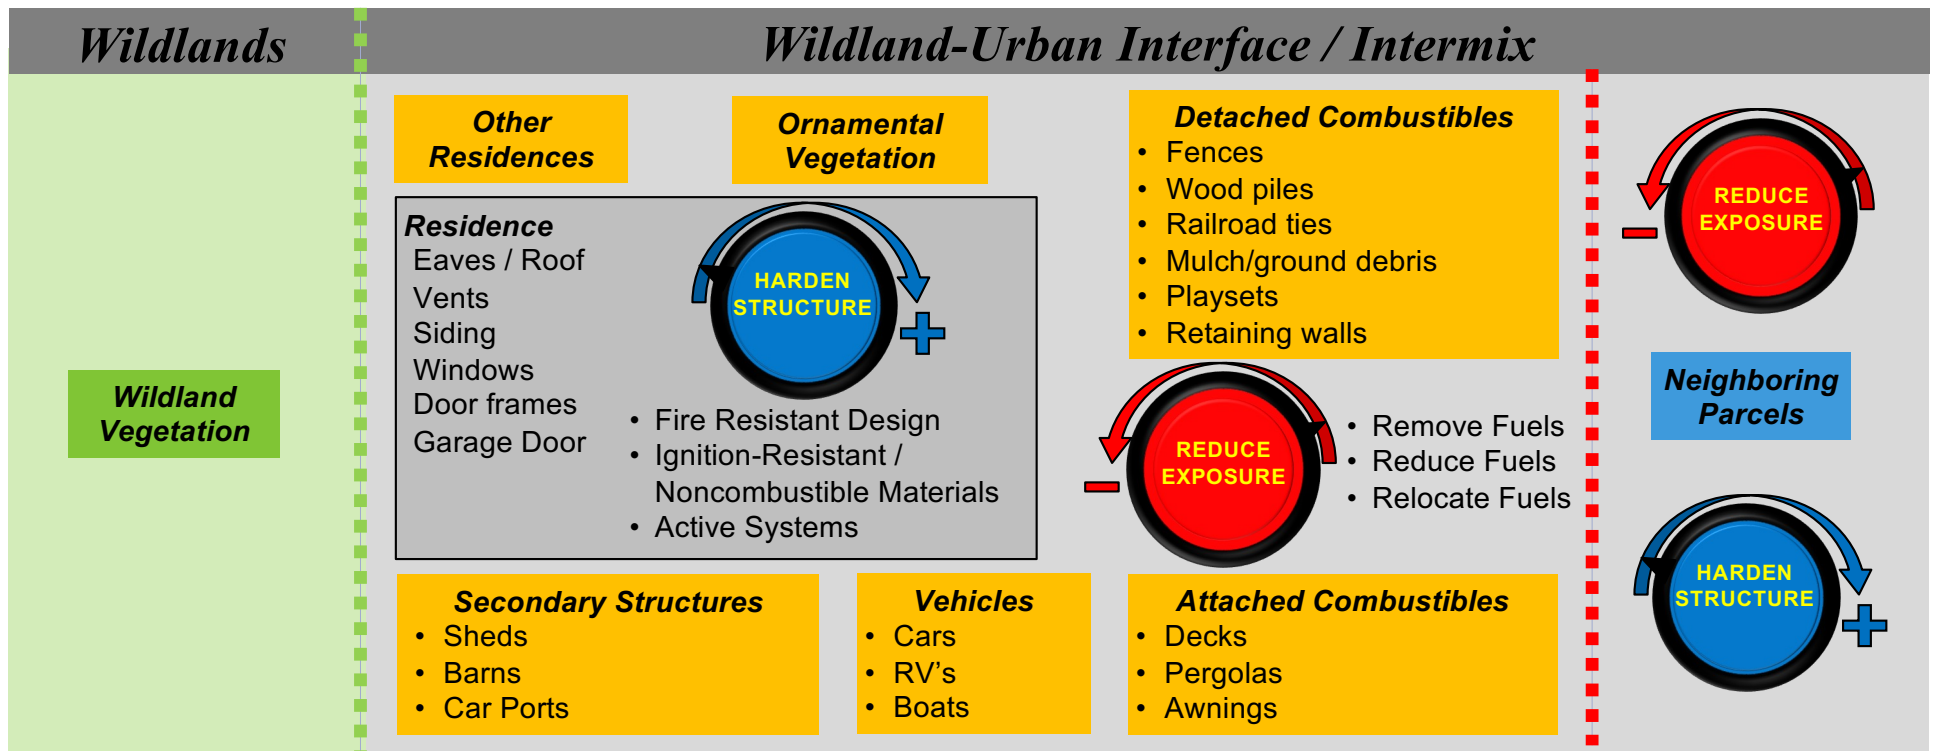 Wildlands
Wildland-Urban Interface / Intermix
Wildland
Vegetation
Other
Residences
Ornamental
Vegetation
Residence
Eaves / Roof
Vents
Siding
Windows
Door frames
Garage Door
HARDEN
STRUCTURE
+
• Fire Resistant Design
• Ignition-Resistant /
Noncombustible Materials
• Active Systems
Detached Combustibles
• Fences
• Wood piles
• Railroad ties
• Mulch/ground debris
• Playsets
• Retaining walls
REDUCE
EXPOSURE
-
• Remove Fuels
• Reduce Fuels
• Relocate Fuels
Secondary Structures
• Sheds
• Barns
• Car Ports
Vehicles
• Cars
• RV’s
• Boats
Attached Combustibles
• Decks
• Pergolas
• Awnings
REDUCE
EXPOSURE
-
Neighboring
Parcels
HARDEN
STRUCTURE
+